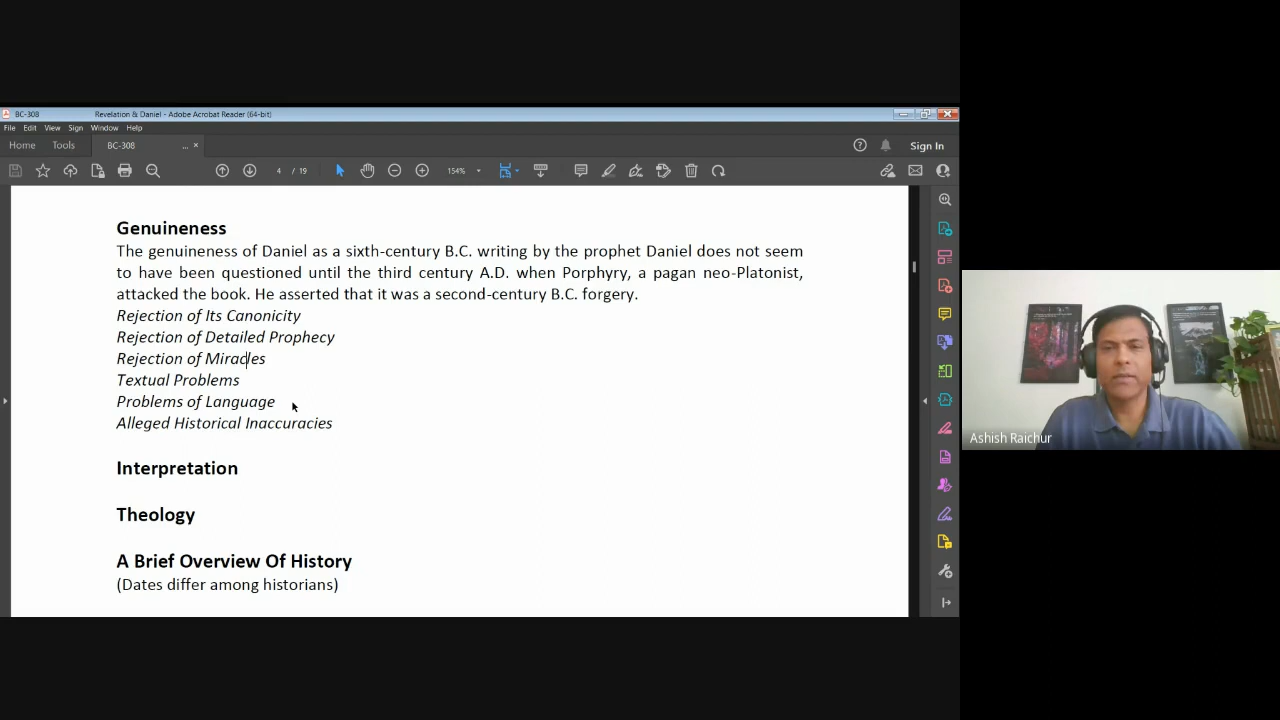 BC-308 Revelation & Daniel - Adobe Acrobat Reader (64-bit)
File Edit View Sign Window Help
Home Tools BC-308 ... × Sign In
4 / 19 154%
Genuineness
The genuineness of Daniel as a sixth-century B.C. writing by the prophet Daniel does not seem
to have been questioned until the third century A.D. when Porphyry, a pagan neo-Platonist,
attacked the book. He asserted that it was a second-century B.C. forgery.
Rejection of Its Canonicity
Rejection of Detailed Prophecy
Rejection of Miracles
Textual Problems
Problems of Language
Alleged Historical Inaccuracies
Interpretation
Theology
A Brief Overview Of History
(Dates differ among historians)
Ashish Raichur